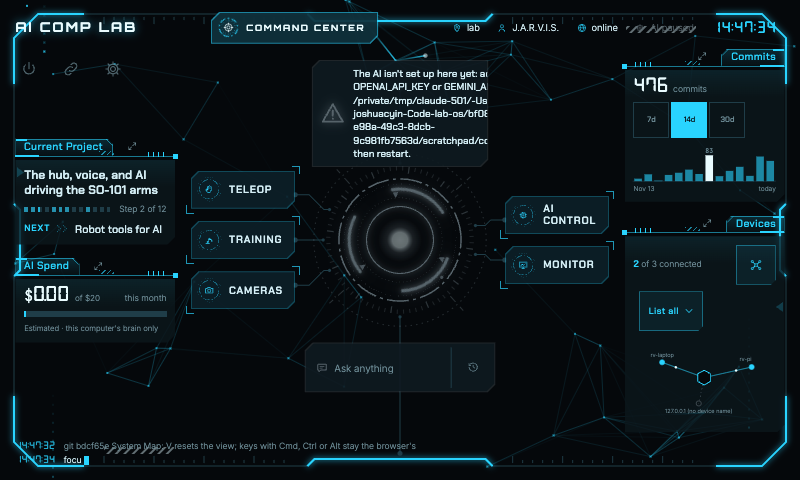 AI COMP LAB
COMMAND CENTER
lab
J.A.R.V.I.S.
online
14:47:34
Commits
476 commits
7d
14d
30d
83
Nov 13
today
The AI isn't set up here yet: a
OPENAI_API_KEY or GEMINI_A
/private/tmp/claude-501/-Us
joshuacyin-Code-lab-os/bf08
e98a-49c3-8dcb-
9c981fb7563d/scratchpad/co
then restart.
Current Project
The hub, voice, and AI
driving the SO-101 arms
Step 2 of 12
NEXT
Robot tools for AI
AI Spend
$0.00 of $20
this month
Estimated · this computer's brain only
TELEOP
TRAINING
CAMERAS
AI
CONTROL
MONITOR
Devices
2 of 3 connected
List all
rv-laptop
rv-pi
127.0.0.1 (no device name)
Ask anything
14:47:32 git bdcf65e System Map: V resets the view; keys with Cmd, Ctrl or Alt stay the browser's
14:47:34 focu